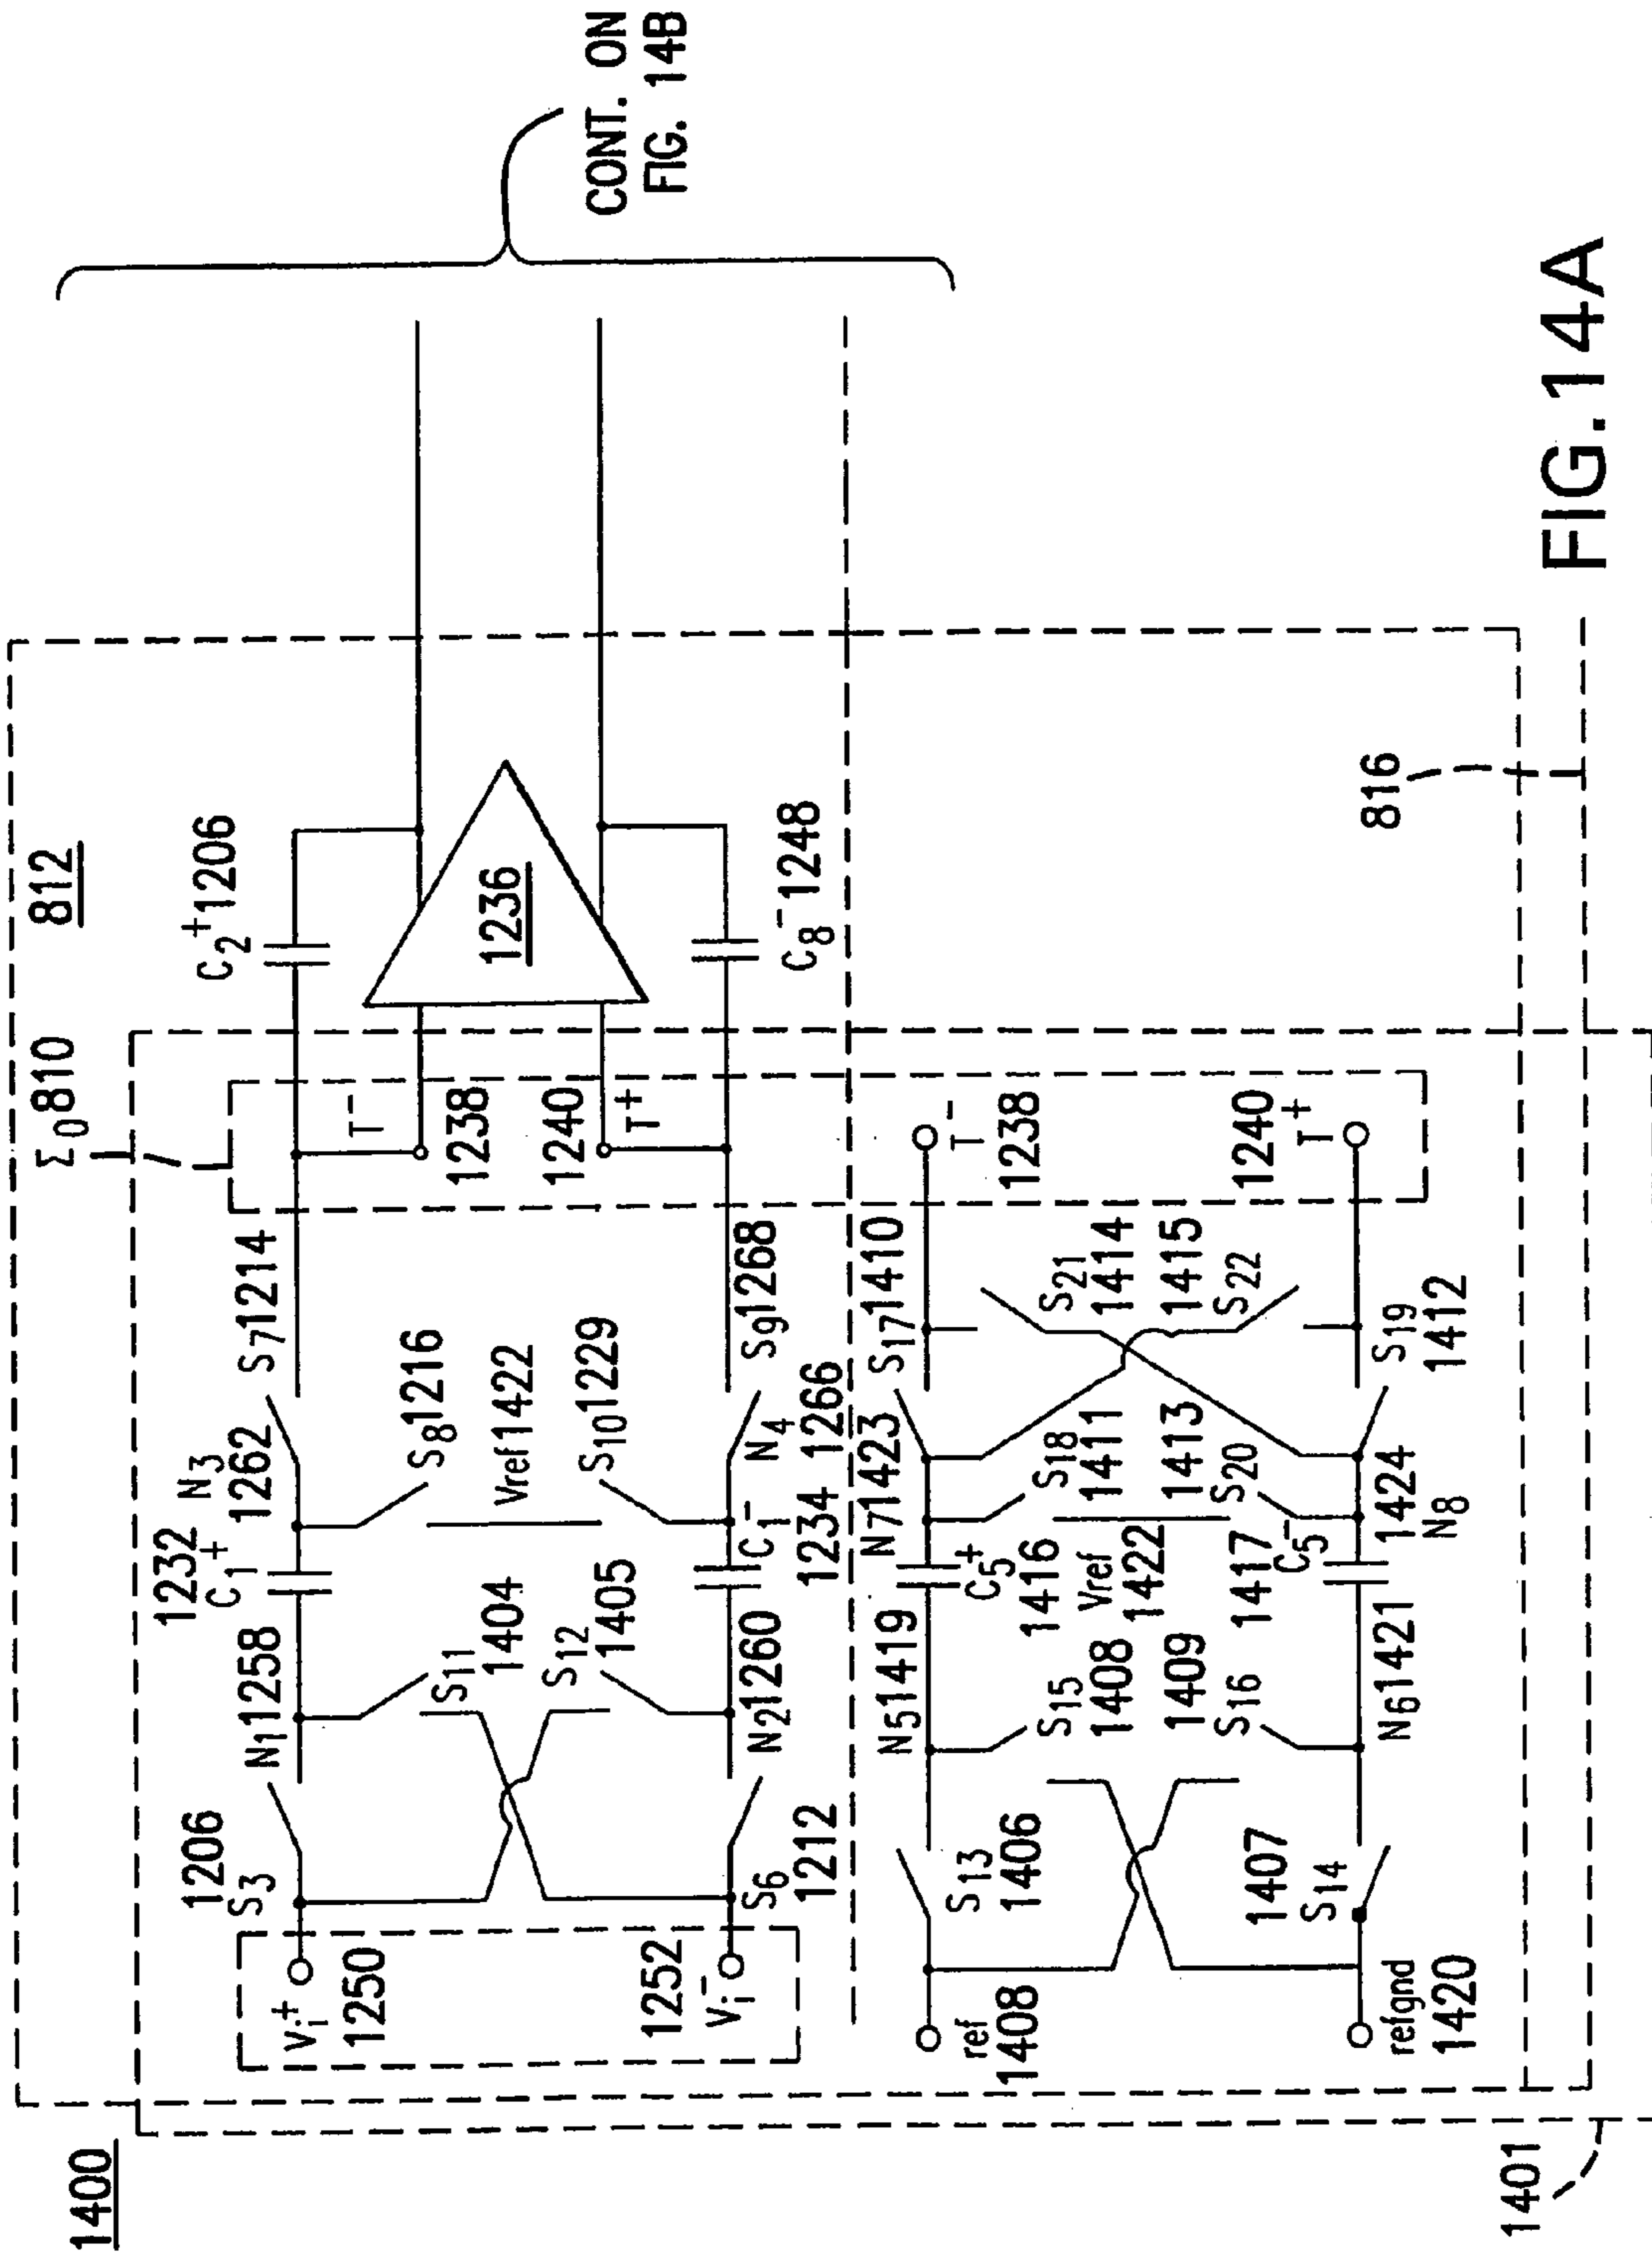 1400
812
Σ0 810
C2+ 1206
1232
C1+
N3
1262
S7 1214
1206
S3
N1 1258
Vi+
1250
S11
1404
S8 1216
Vref 1422
T-
1238
1236
CONT. ON
FIG. 14B
S12
1405
S10 1229
1240
T+
1252
Vi-
S6
1212
N2 1260
C1-
1234
N4
1266
S9 1268
C8- 1248
N5 1419
N7 1423
S17 1410
ref
1408
S13
1406
S15
1408
C5+
1416
S18
1411
S21
1414
T-
1238
Vref
1422
1407
S14
1409
S16
1417
C5-
1413
S20
1415
S22
1240
T+
refgnd
1420
N6 1421
1424
N8
S19
1412
816
1401
FIG.14A